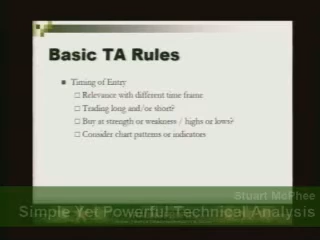 Basic TA Rules
Timing of Entry
Relevance with different time frame
Trading long and/or short?
Buy at strength or weakness / highs or lows?
Consider chart patterns or indicators
Stuart McPhee
Simple Yet Powerful Technical Analysis